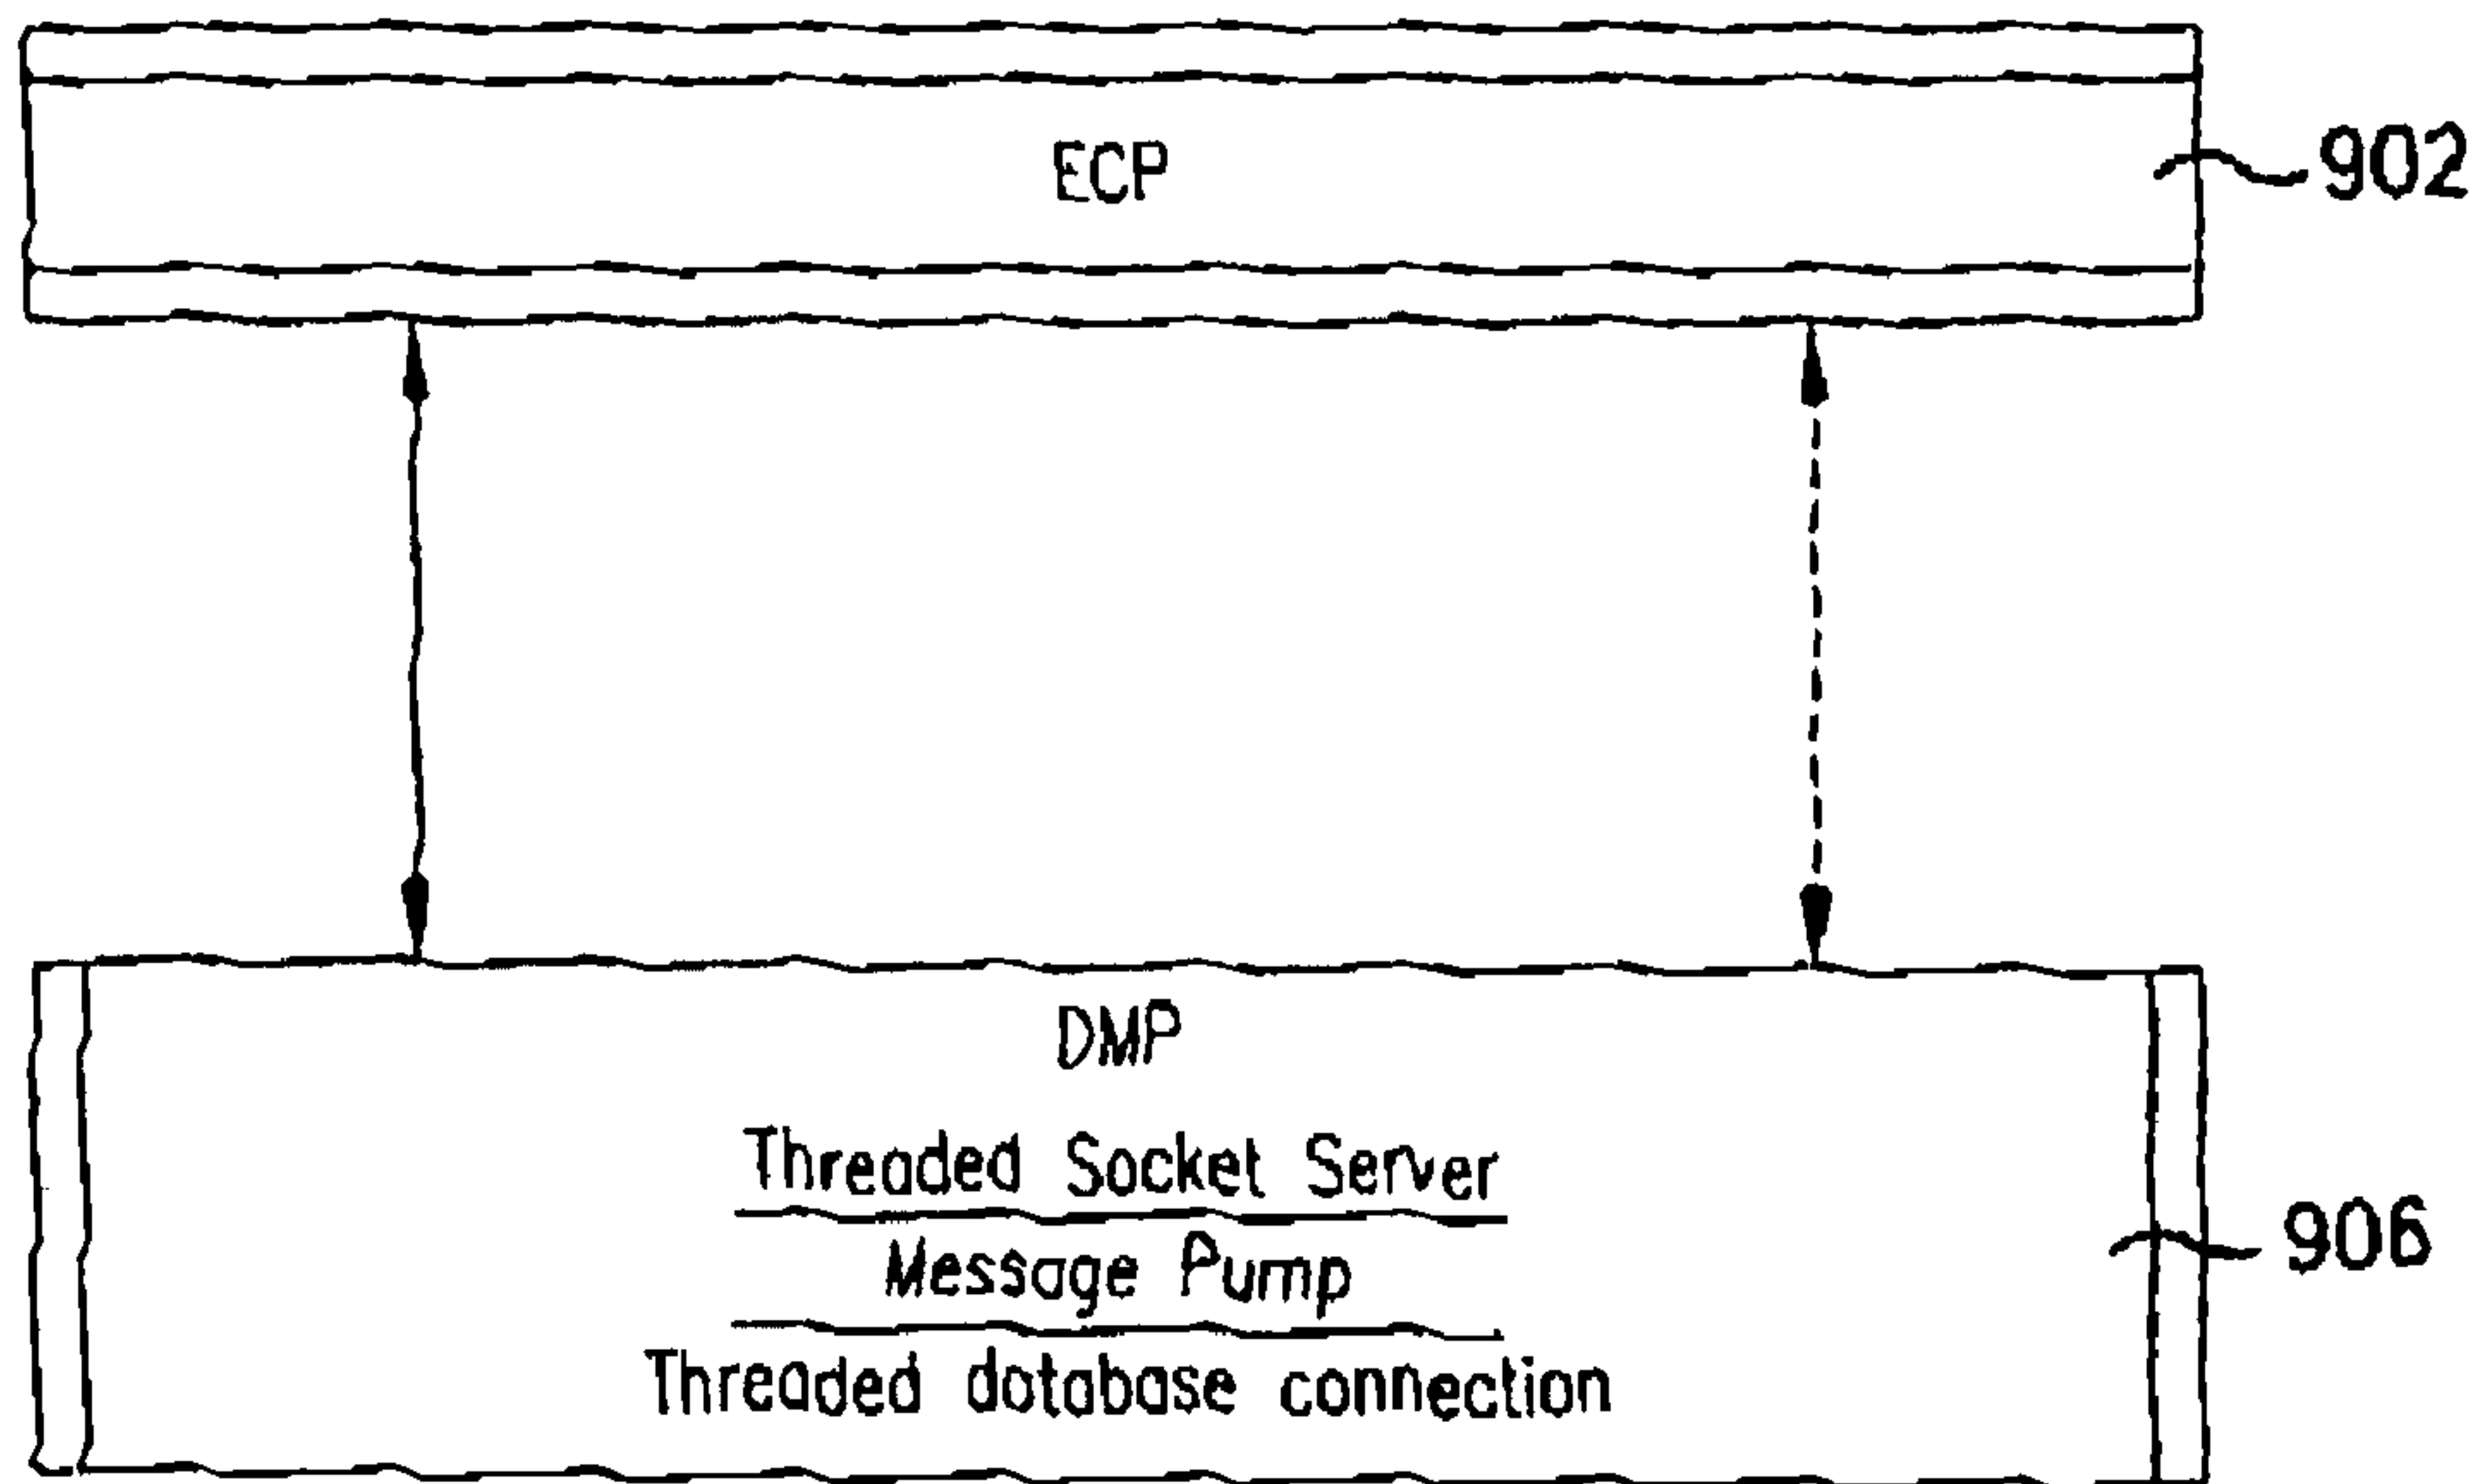 ECP
902
DMP
Threaded Socket Server
Message Pump
Threaded database connection
906